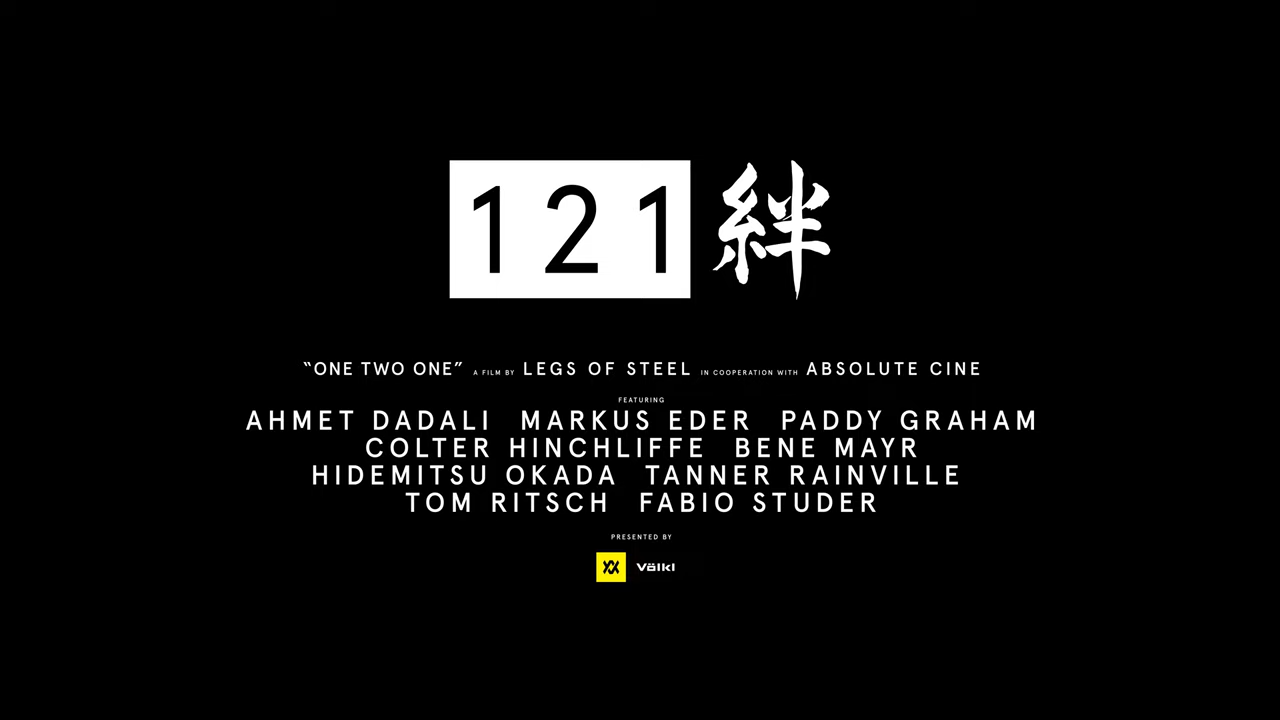 121 絆
“ONE TWO ONE” A FILM BY LEGS OF STEEL IN COOPERATION WITH ABSOLUTE CINE
FEATURING
AHMET DADALI MARKUS EDER PADDY GRAHAM
COLTER HINCHLIFFE BENE MAYR
HIDEMITSU OKADA TANNER RAINVILLE
TOM RITSCH FABIO STUDER
PRESENTED BY
Völkl